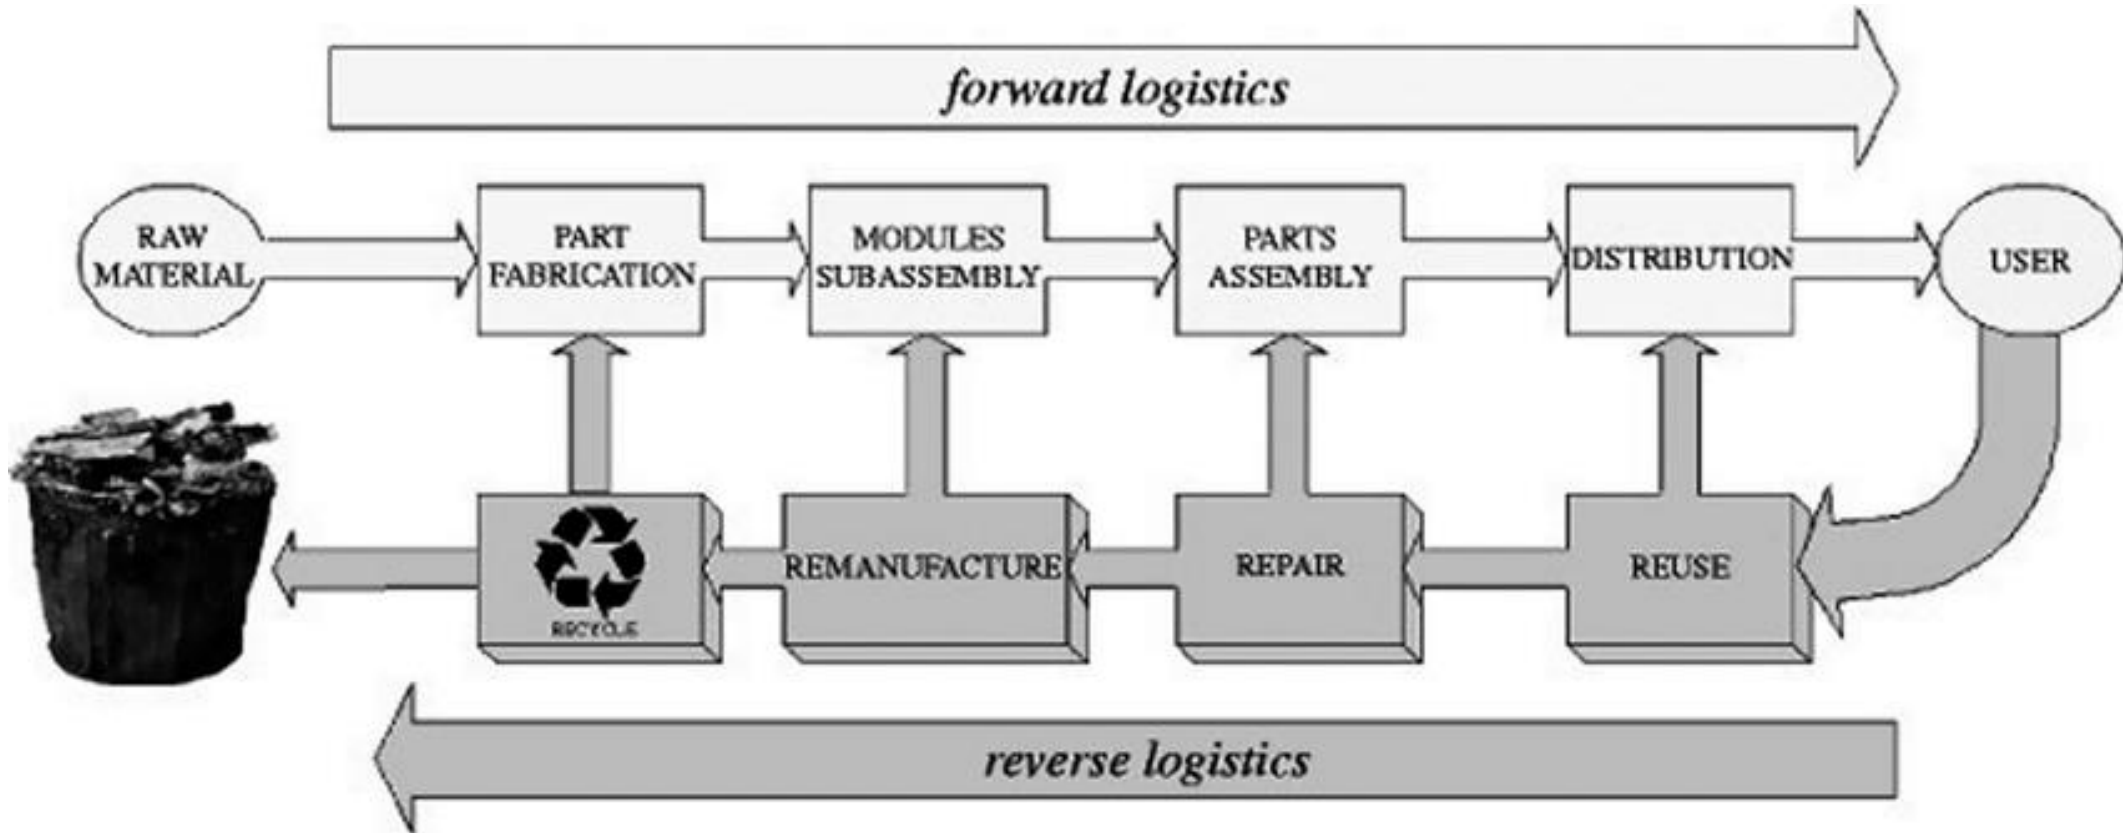 forward logistics
RAW
MATERIAL
PART
FABRICATION
MODULES
SUBASSEMBLY
PARTS
ASSEMBLY
DISTRIBUTION
USER
RECYCLE
REMANUFACTURE
REPAIR
REUSE
reverse logistics